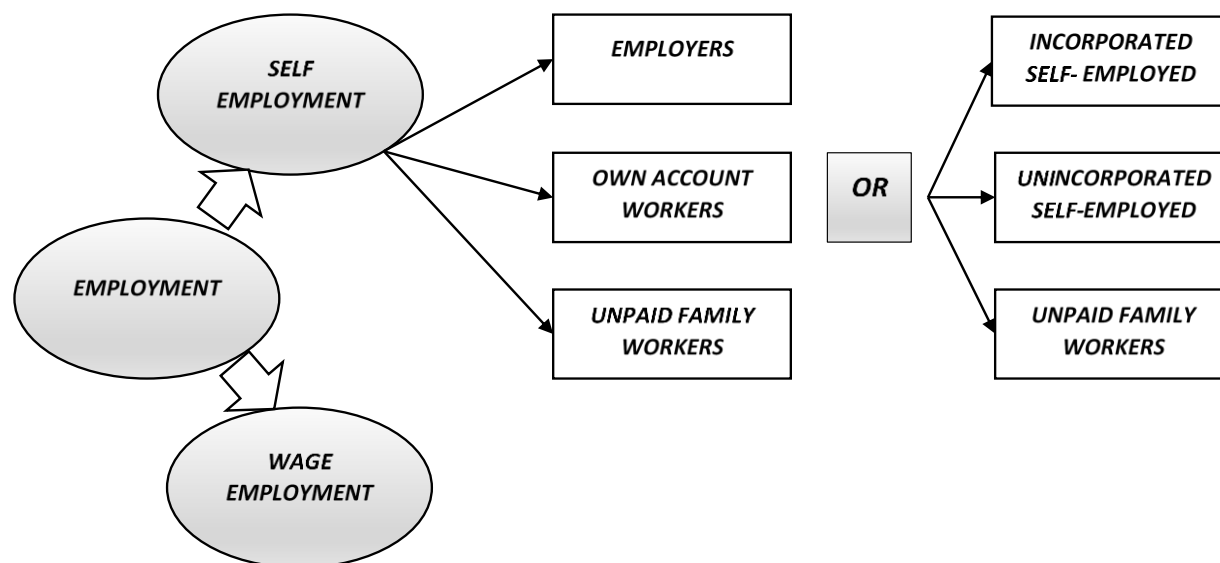 SELF
EMPLOYMENT
EMPLOYERS
INCORPORATED
SELF- EMPLOYED
OWN ACCOUNT
WORKERS
OR
UNINCORPORATED
SELF-EMPLOYED
EMPLOYMENT
UNPAID FAMILY
WORKERS
UNPAID FAMILY
WORKERS
WAGE
EMPLOYMENT